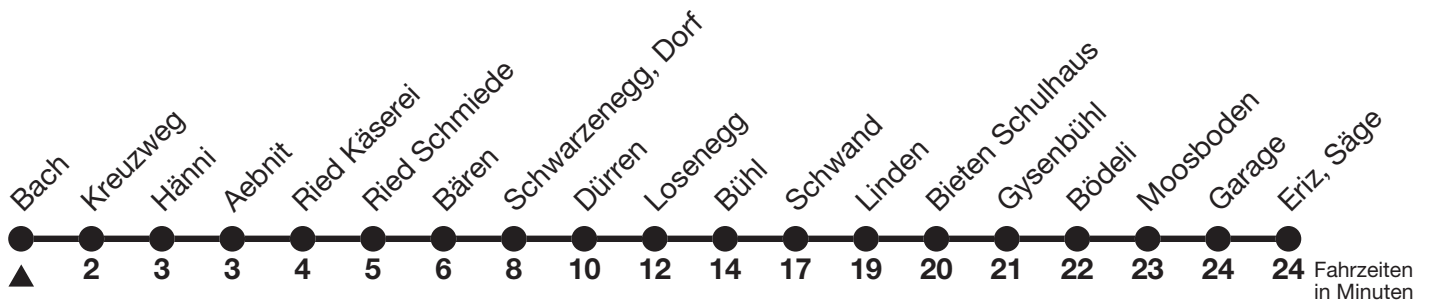 Bach
Kreuzweg
Hänni
Aebnit
Ried Käserei
Ried Schmiede
Bären
Schwarzenegg, Dorf
Dürren
Losenegg
Bühl
Schwand
Linden
Bieten Schulhaus
Gysenbühl
Bödeli
Moosboden
Garage
Eriz, Säge
2 3 3 4 5 6 8 10 12 14 17 19 20 21 22 23 24 24 Fahrzeiten
in Minuten